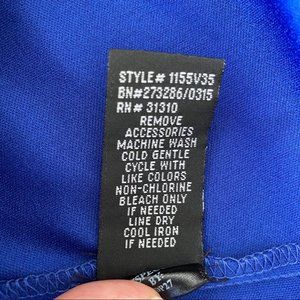 STYLE# 1155V35
BN#273286/0315
RN# 31310
REMOVE
ACCESSORIES
MACHINE WASH
COLD GENTLE
CYCLE WITH
LIKE COLORS
NON-CHLORINE
BLEACH ONLY
IF NEEDED
LINE DRY
COOL IRON
IF NEEDED
BY: